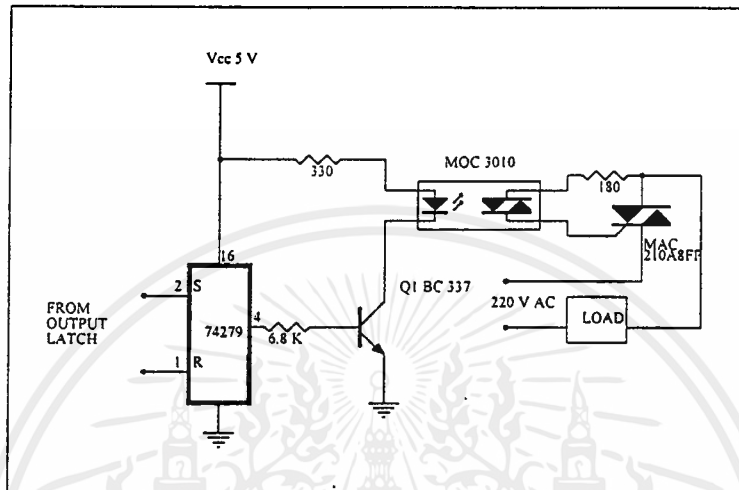 Vcc 5 V
330
MOC 3010
180
MAC
210A8FP
16
2 S
FROM
OUTPUT
LATCH
74279
4
6.8 K
1 R
Q1 BC 337
220 V AC
LOAD